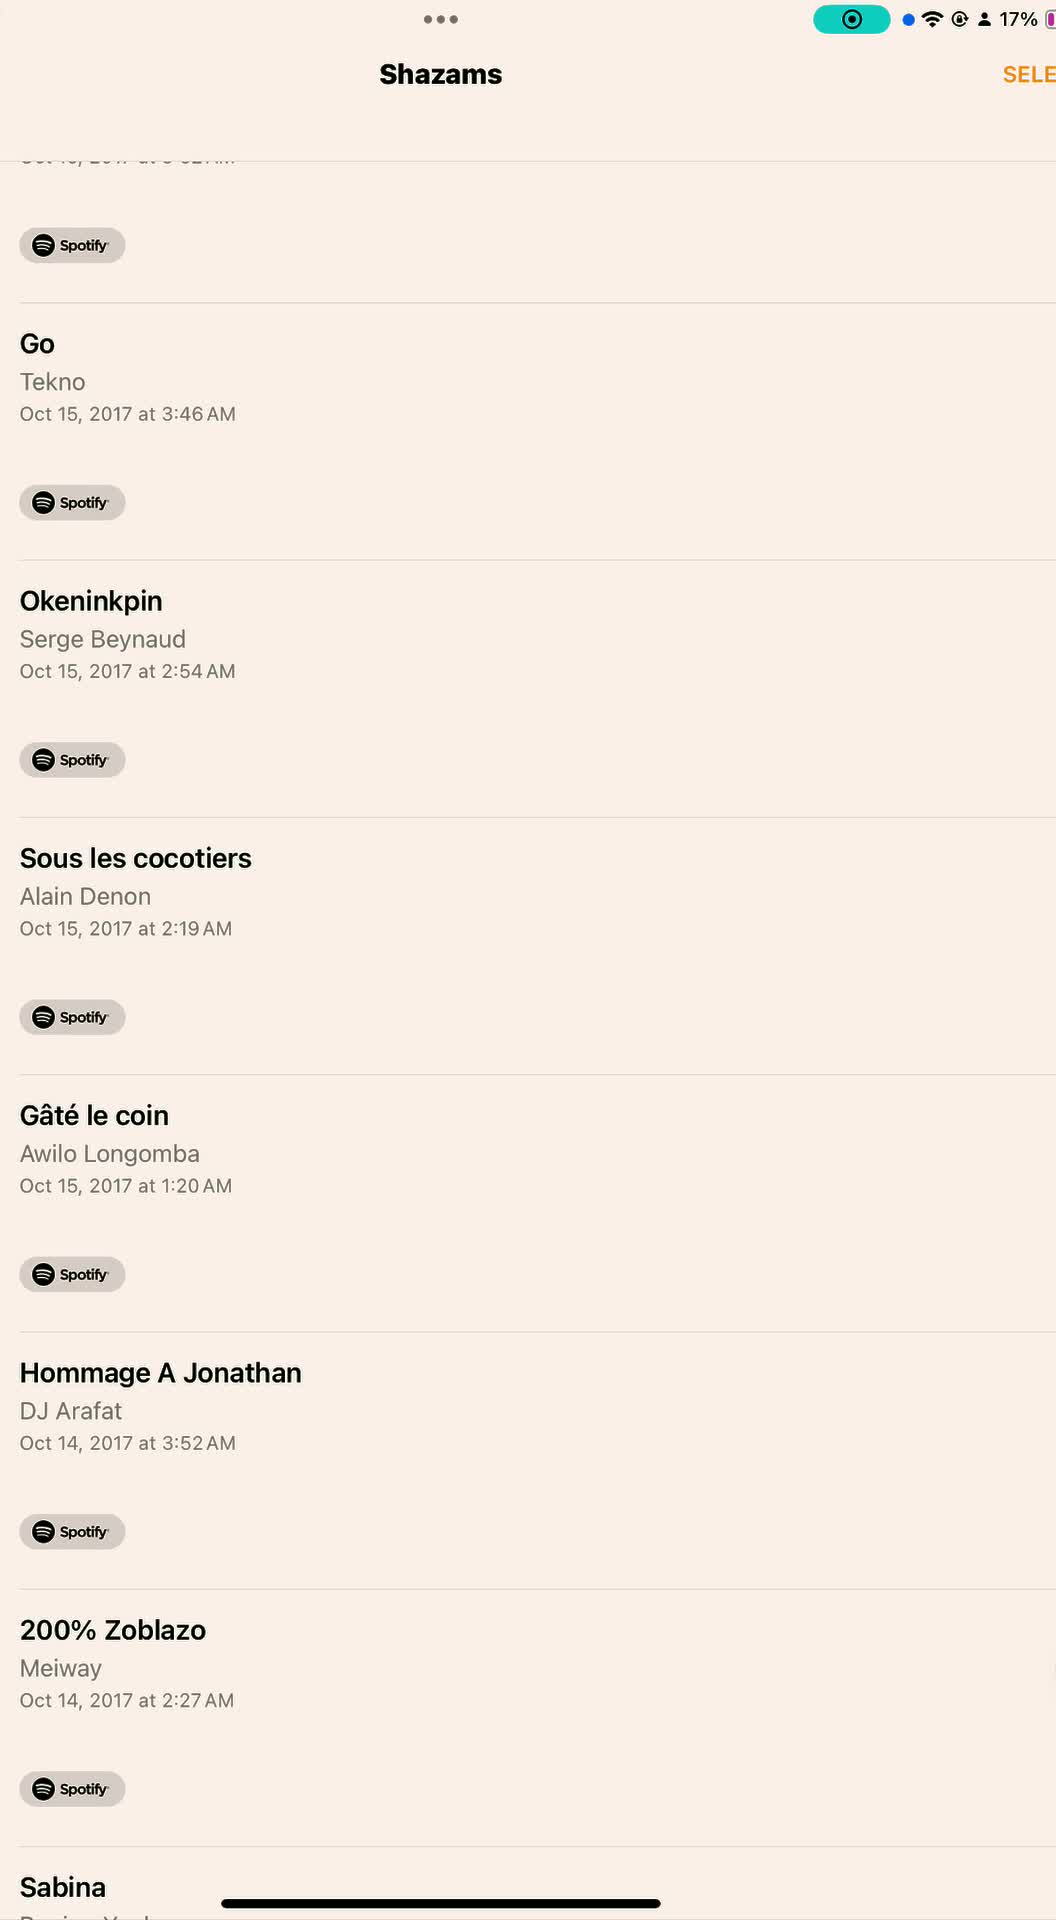 17%
Shazams
SELE
Spotify
Go
Tekno
Oct 15, 2017 at 3:46 AM
Spotify
Okeninkpin
Serge Beynaud
Oct 15, 2017 at 2:54 AM
Spotify
Sous les cocotiers
Alain Denon
Oct 15, 2017 at 2:19 AM
Spotify
Gâté le coin
Awilo Longomba
Oct 15, 2017 at 1:20 AM
Spotify
Hommage A Jonathan
DJ Arafat
Oct 14, 2017 at 3:52 AM
Spotify
200% Zoblazo
Meiway
Oct 14, 2017 at 2:27 AM
Spotify
Sabina